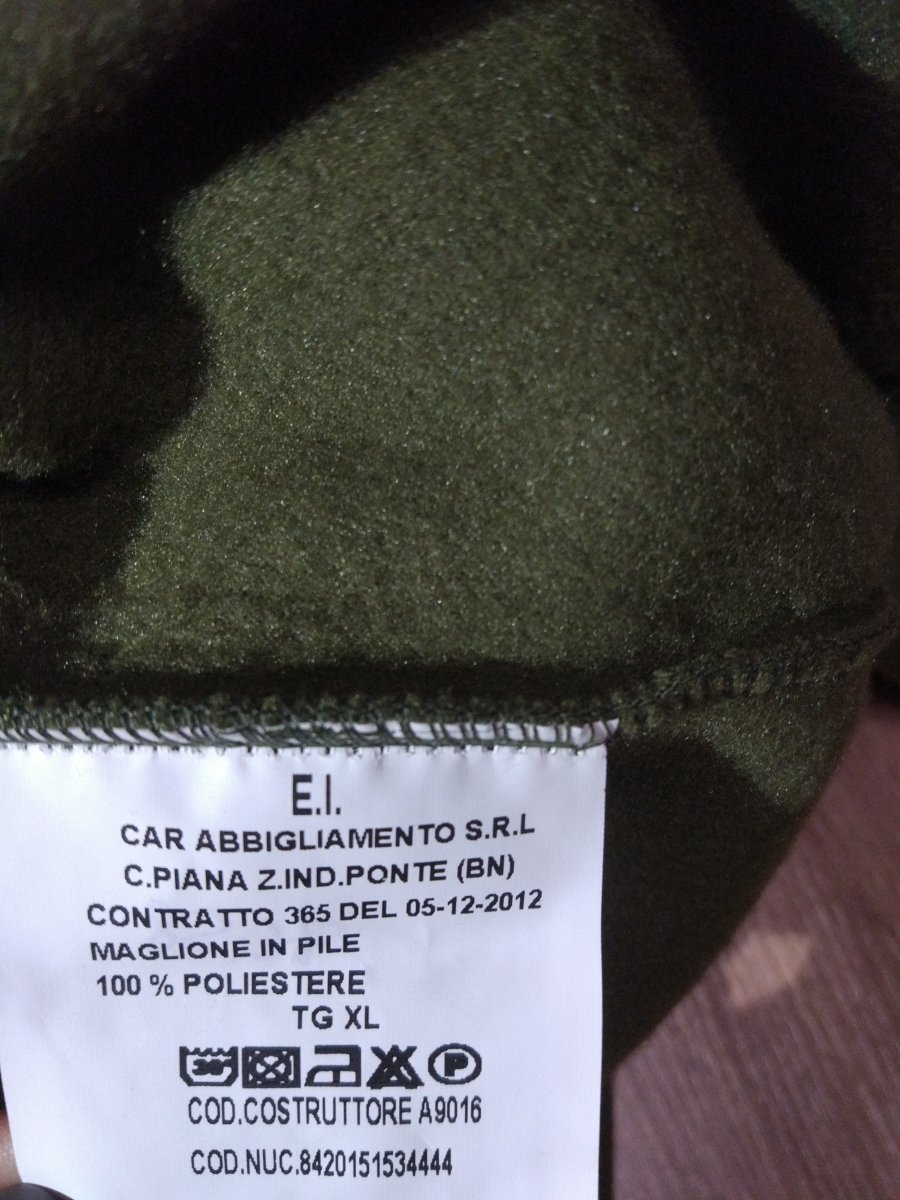 E.I.
CAR ABBIGLIAMENTO S.R.L
C.PIANA Z.IND.PONTE (BN)
CONTRATTO 365 DEL 05-12-2012
MAGLIONE IN PILE
100 % POLIESTERE
TG XL
30° P
COD.COSTRUTTORE A9016
COD.NUC.8420151534444